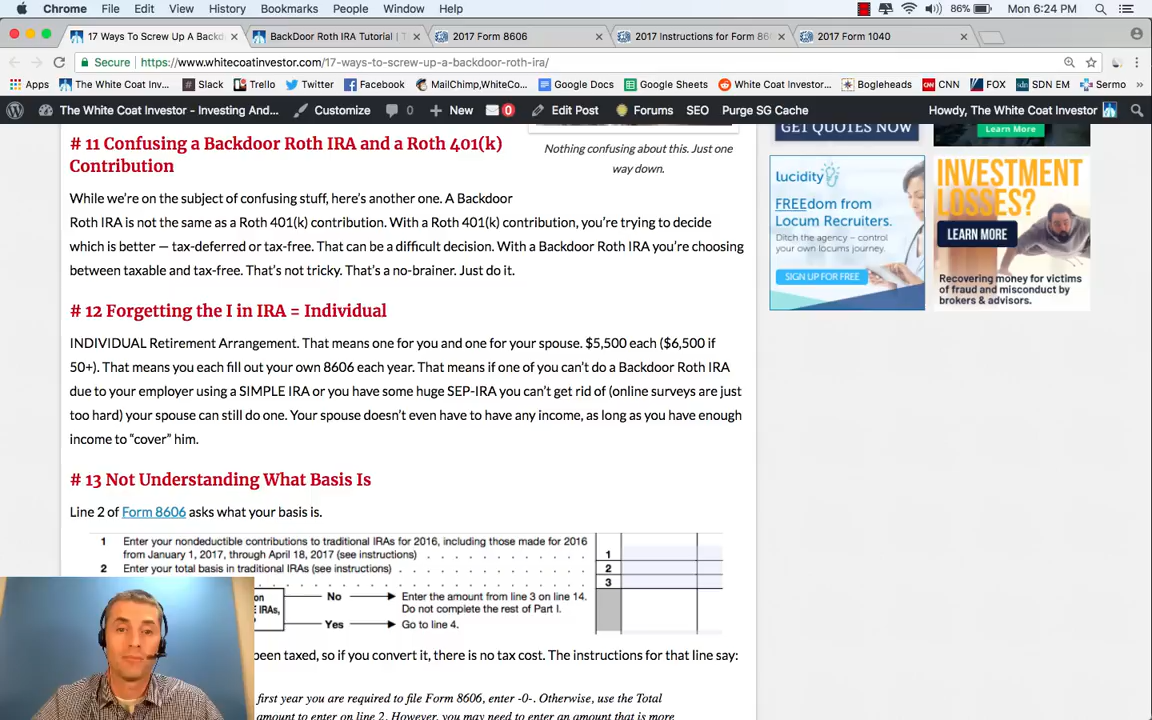 Chrome File Edit View History Bookmarks People Window Help 86% Mon 6:24 PM
17 Ways To Screw Up A Backd
BackDoor Roth IRA Tutorial | T
2017 Form 8606
2017 Instructions for Form 86
2017 Form 1040
Secure https://www.whitecoatinvestor.com/17-ways-to-screw-up-a-backdoor-roth-ira/
Apps The White Coat Inv... Slack Trello Twitter Facebook MailChimp,WhiteCo... Google Docs Google Sheets Reddit WhiteCoatInve... Bogleheads CNN FOX SDN EM Sermo »
The White Coat Investor - Investing And... Customize 0 New 0 Edit Post Forums SEO Purge SG Cache Howdy, The White Coat Investor
# 11 Confusing a Backdoor Roth IRA and a Roth 401(k)
Contribution
Nothing confusing about this. Just one
way down.
While we're on the subject of confusing stuff, here's another one. A Backdoor
Roth IRA is not the same as a Roth 401(k) contribution. With a Roth 401(k) contribution, you're trying to decide
which is better — tax-deferred or tax-free. That can be a difficult decision. With a Backdoor Roth IRA you're choosing
between taxable and tax-free. That's not tricky. That's a no-brainer. Just do it.
# 12 Forgetting the I in IRA = Individual
INDIVIDUAL Retirement Arrangement. That means one for you and one for your spouse. $5,500 each ($6,500 if
50+). That means you each fill out your own 8606 each year. That means if one of you can't do a Backdoor Roth IRA
due to your employer using a SIMPLE IRA or you have some huge SEP-IRA you can't get rid of (online surveys are just
too hard) your spouse can still do one. Your spouse doesn't even have to have any income, as long as you have enough
income to “cover” him.
# 13 Not Understanding What Basis Is
Line 2 of Form 8606 asks what your basis is.
1 Enter your nondeductible contributions to traditional IRAs for 2016, including those made for 2016
from January 1, 2017, through April 18, 2017 (see instructions) . . . . . . . . . . . 1
2 Enter your total basis in traditional IRAs (see instructions) . . . . . . . . . . . . . 2
3
on No Enter the amount from line 3 on line 14.
IRAs, Do not complete the rest of Part I.
? Yes Go to line 4.
been taxed, so if you convert it, there is no tax cost. The instructions for that line say:
first year you are required to file Form 8606, enter -0-. Otherwise, use the Total
amount to enter on line 2. However, you may need to enter an amount that is more
GET QUOTES NOW
Learn More
lucidity
FREEdom from
Locum Recruiters.
Ditch the agency – control
your own locums journey.
SIGN UP FOR FREE
INVESTMENT
LOSSES?
LEARN MORE
Recovering money for victims
of fraud and misconduct by
brokers & advisors.